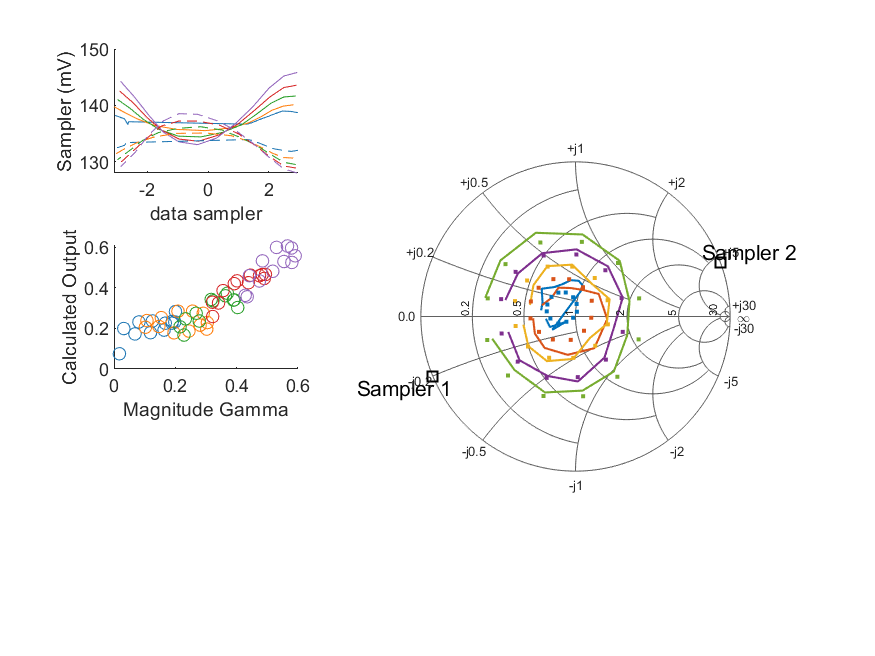 150
140
130
Sampler (mV)
-2 0 2
data sampler
0.6
0.4
0.2
0
Calculated Output
0 0.2 0.4 0.6
Magnitude Gamma
+j1
+j0.5
+j2
+j0.2
Sampler 2
0.0
0.2
0.5
1
2
5
30
+j30
∞
-j30
Sampler 1
-j5
-j0.5
-j2
-j1